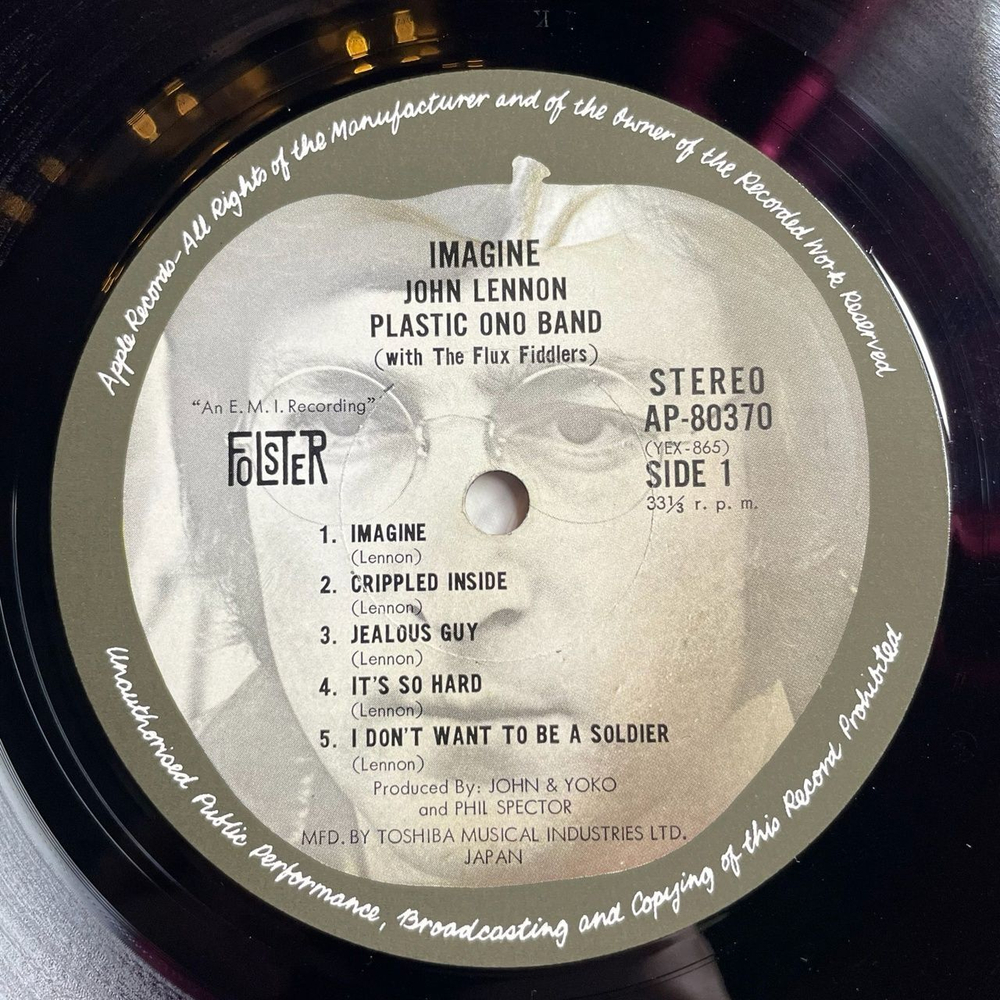 Apple Records-All Rights of the Manufacturer and of the Owner of the Recorded Work Reserved
IMAGINE
JOHN LENNON
PLASTIC ONO BAND
(with The Flux Fiddlers)
"An E.M.I. Recording"
FOLSTER
STEREO
AP-80370
(YEX-865)
SIDE 1
33⅓ r. p. m.
1. IMAGINE
(Lennon)
2. CRIPPLED INSIDE
(Lennon)
3. JEALOUS GUY
(Lennon)
4. IT'S SO HARD
(Lennon)
5. I DON'T WANT TO BE A SOLDIER
(Lennon)
Produced By: JOHN & YOKO
and PHIL SPECTOR
MFD. BY TOSHIBA MUSICAL INDUSTRIES LTD.
JAPAN
Unauthorised Public Performance, Broadcasting and Copying of this Record Prohibited